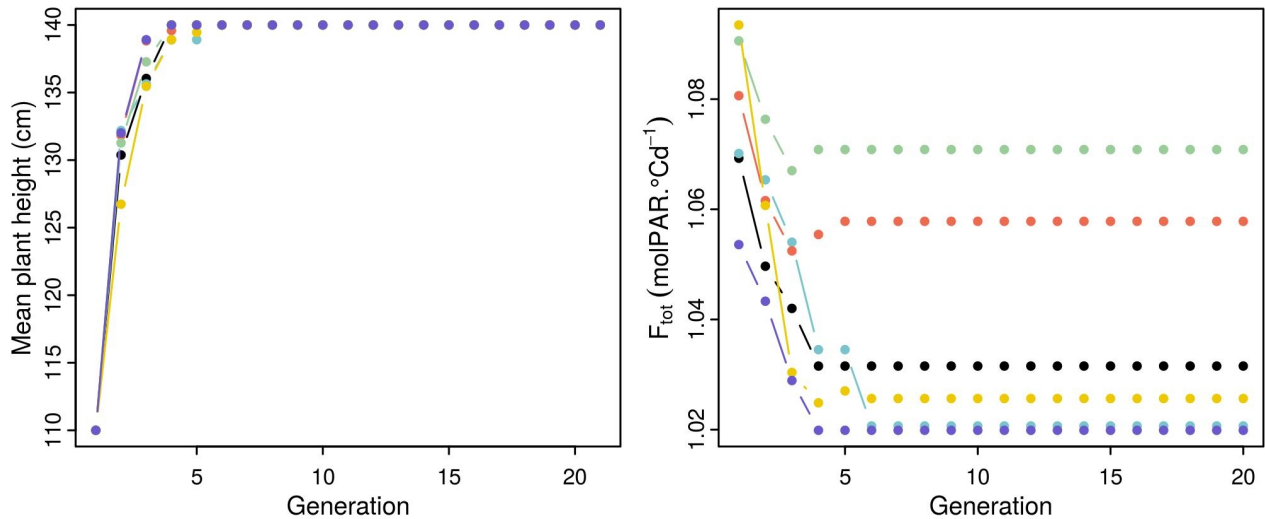 Mean plant height (cm)
140
135
130
125
120
115
110
5 10 15 20
Generation
F_tot (molPAR.°Cd⁻¹)
1.08
1.06
1.04
1.02
5 10 15 20
Generation